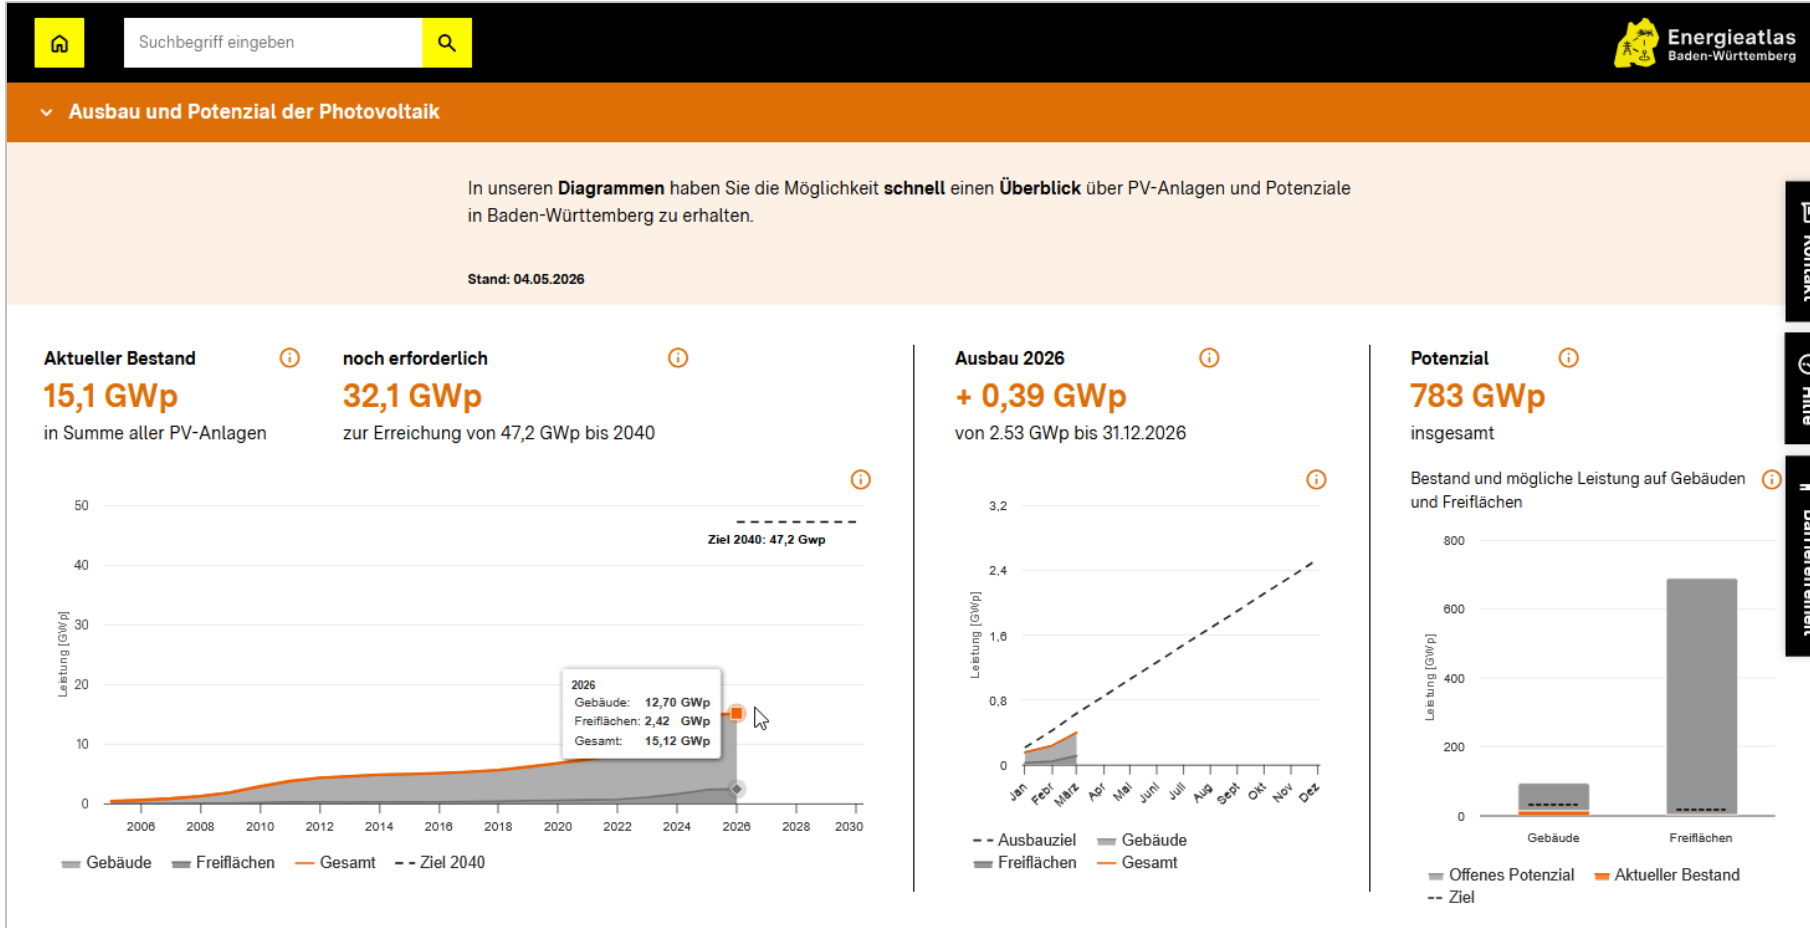 Suchbegriff eingeben
Energieatlas
Baden-Württemberg
Ausbau und Potenzial der Photovoltaik
In unseren Diagrammen haben Sie die Möglichkeit schnell einen Überblick über PV-Anlagen und Potenziale
in Baden-Württemberg zu erhalten.
Stand: 04.05.2026
Kontakt
Hilfe
Barrierefreiheit
Aktueller Bestand
15,1 GWp
in Summe aller PV-Anlagen
noch erforderlich
32,1 GWp
zur Erreichung von 47,2 GWp bis 2040
50
40
30
20
10
0
Leistung [GWp]
Ziel 2040: 47,2 Gwp
2026
Gebäude: 12,70 GWp
Freiflächen: 2,42 GWp
Gesamt: 15,12 GWp
2006 2008 2010 2012 2014 2016 2018 2020 2022 2024 2026 2028 2030
Gebäude Freiflächen Gesamt Ziel 2040
Ausbau 2026
+ 0,39 GWp
von 2.53 GWp bis 31.12.2026
3,2
2,4
1,6
0,8
0
Leistung [GWp]
Jan Febr März Apr Mai Juni Juli Aug Sept Okt Nov Dez
Ausbauziel Gebäude
Freiflächen Gesamt
Potenzial
783 GWp
insgesamt
Bestand und mögliche Leistung auf Gebäuden
und Freiflächen
800
600
400
200
0
Leistung [GWp]
Gebäude Freiflächen
Offenes Potenzial Aktueller Bestand
Ziel